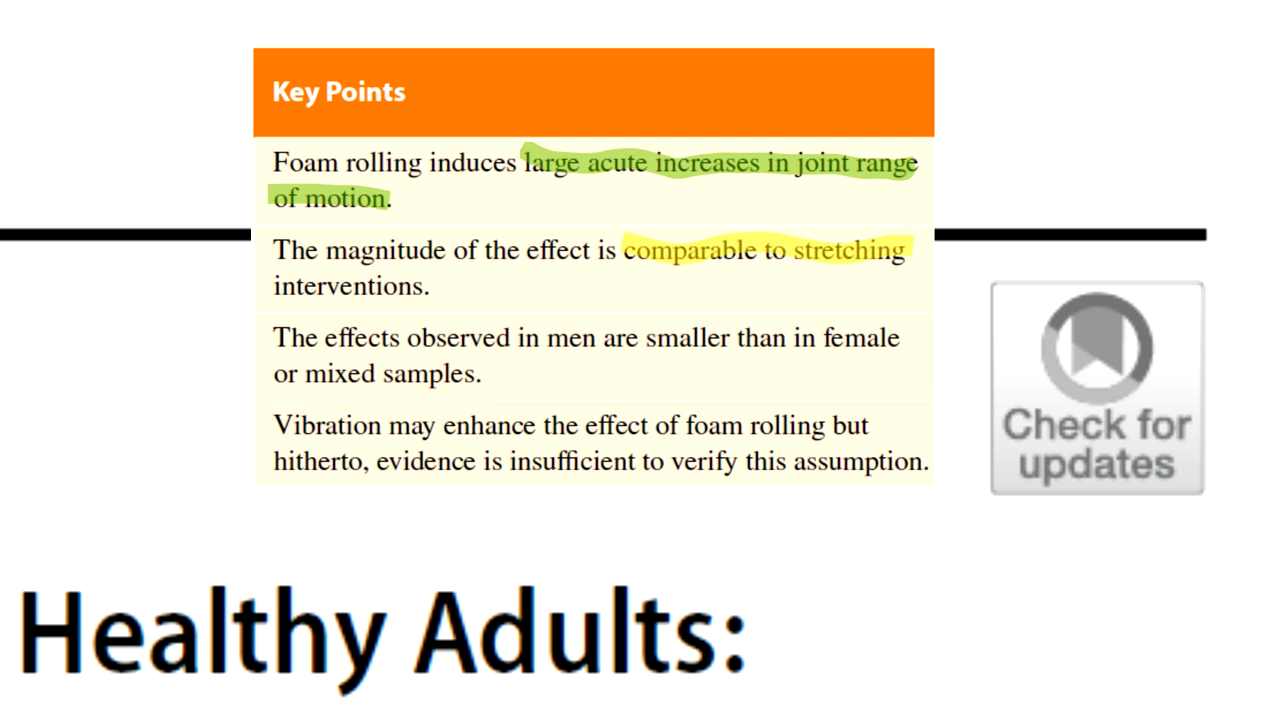 Key Points
Foam rolling induces large acute increases in joint range
of motion.
The magnitude of the effect is comparable to stretching
interventions.
The effects observed in men are smaller than in female
or mixed samples.
Vibration may enhance the effect of foam rolling but
hitherto, evidence is insufficient to verify this assumption.
Check for
updates
Healthy Adults: